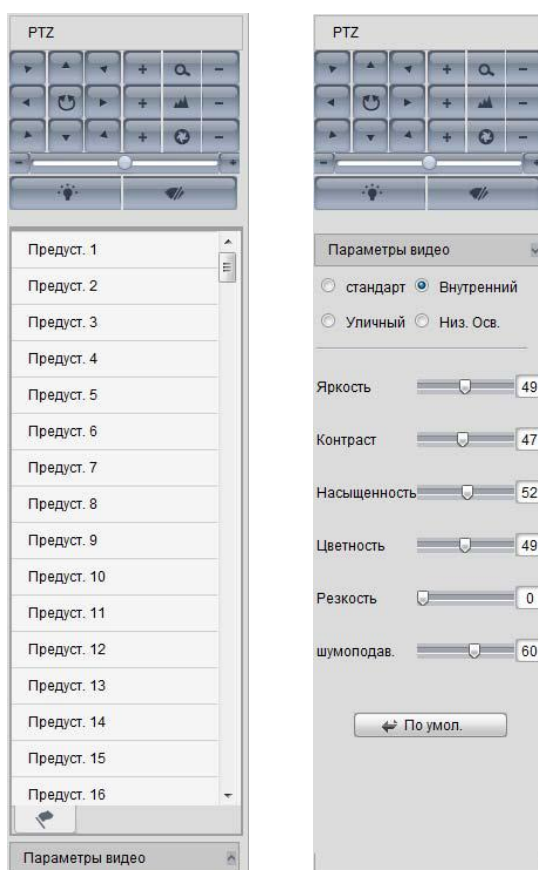 PTZ
Предуст. 1
Предуст. 2
Предуст. 3
Предуст. 4
Предуст. 5
Предуст. 6
Предуст. 7
Предуст. 8
Предуст. 9
Предуст. 10
Предуст. 11
Предуст. 12
Предуст. 13
Предуст. 14
Предуст. 15
Предуст. 16
Параметры видео
PTZ
Параметры видео
стандарт Внутренний
Уличный Низ. Осв.
Яркость 49
Контраст 47
Насыщенность 52
Цветность 49
Резкость 0
шумоподав. 60
По умол.